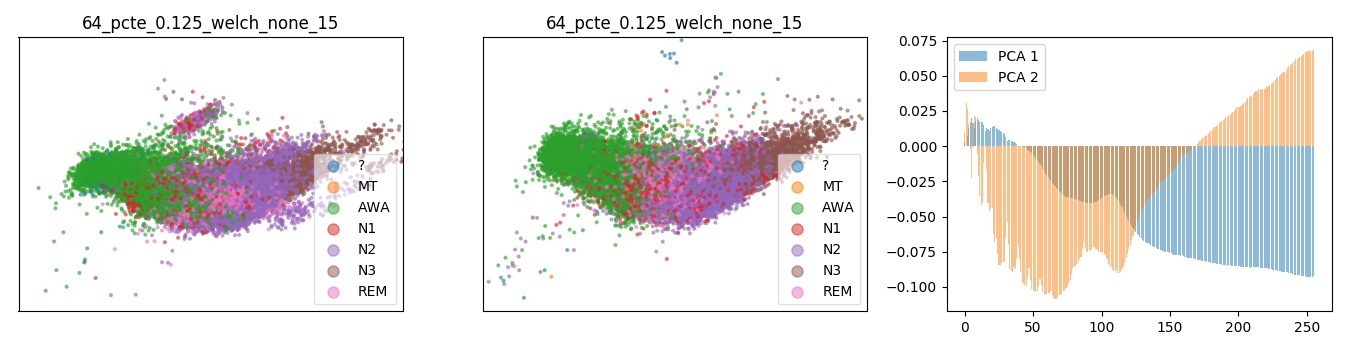 64_pcte_0.125_welch_none_15
?
MT
AWA
N1
N2
N3
REM
64_pcte_0.125_welch_none_15
?
MT
AWA
N1
N2
N3
REM
PCA 1
PCA 2
0.075
0.050
0.025
0.000
−0.025
−0.050
−0.075
−0.100
0 50 100 150 200 250